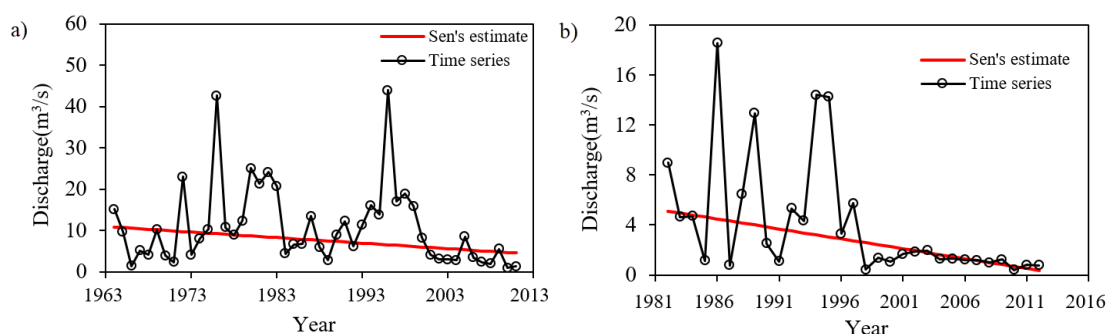 a)
60
50
40
30
20
10
0
Discharge(m³/s)
Sen's estimate
Time series
1963 1973 1983 1993 2003 2013
Year
b)
20
16
12
8
4
0
Discharge(m³/s)
Sen's estimate
Time series
1981 1986 1991 1996 2001 2006 2011 2016
Year